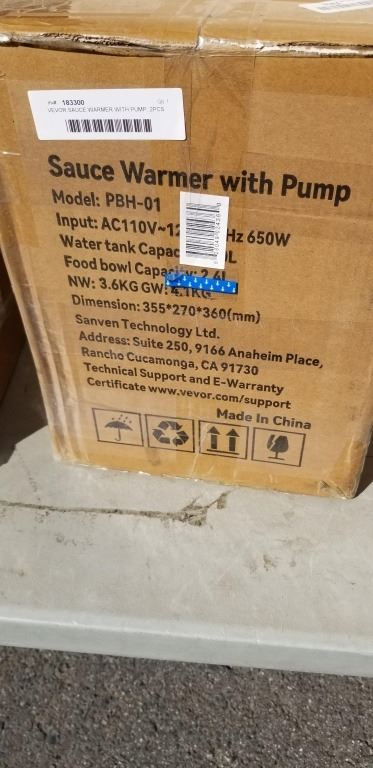 183300
VEVOR SAUCE WARMER WITH PUMP, 2PCS
Sauce Warmer with Pump
Model: PBH-01
Input: AC110V~12 Hz 650W
Water tank L
Food bowl 2.6L
NW: 3.6KG GW: 4.1KG
Dimension: 355*270*360(mm)
Sanven Technology Ltd.
Address: Suite 250, 9166 Anaheim Place,
Rancho Cucamonga, CA 91730
Technical Support and E-Warranty
Certificate www.vevor.com/support
Made In China